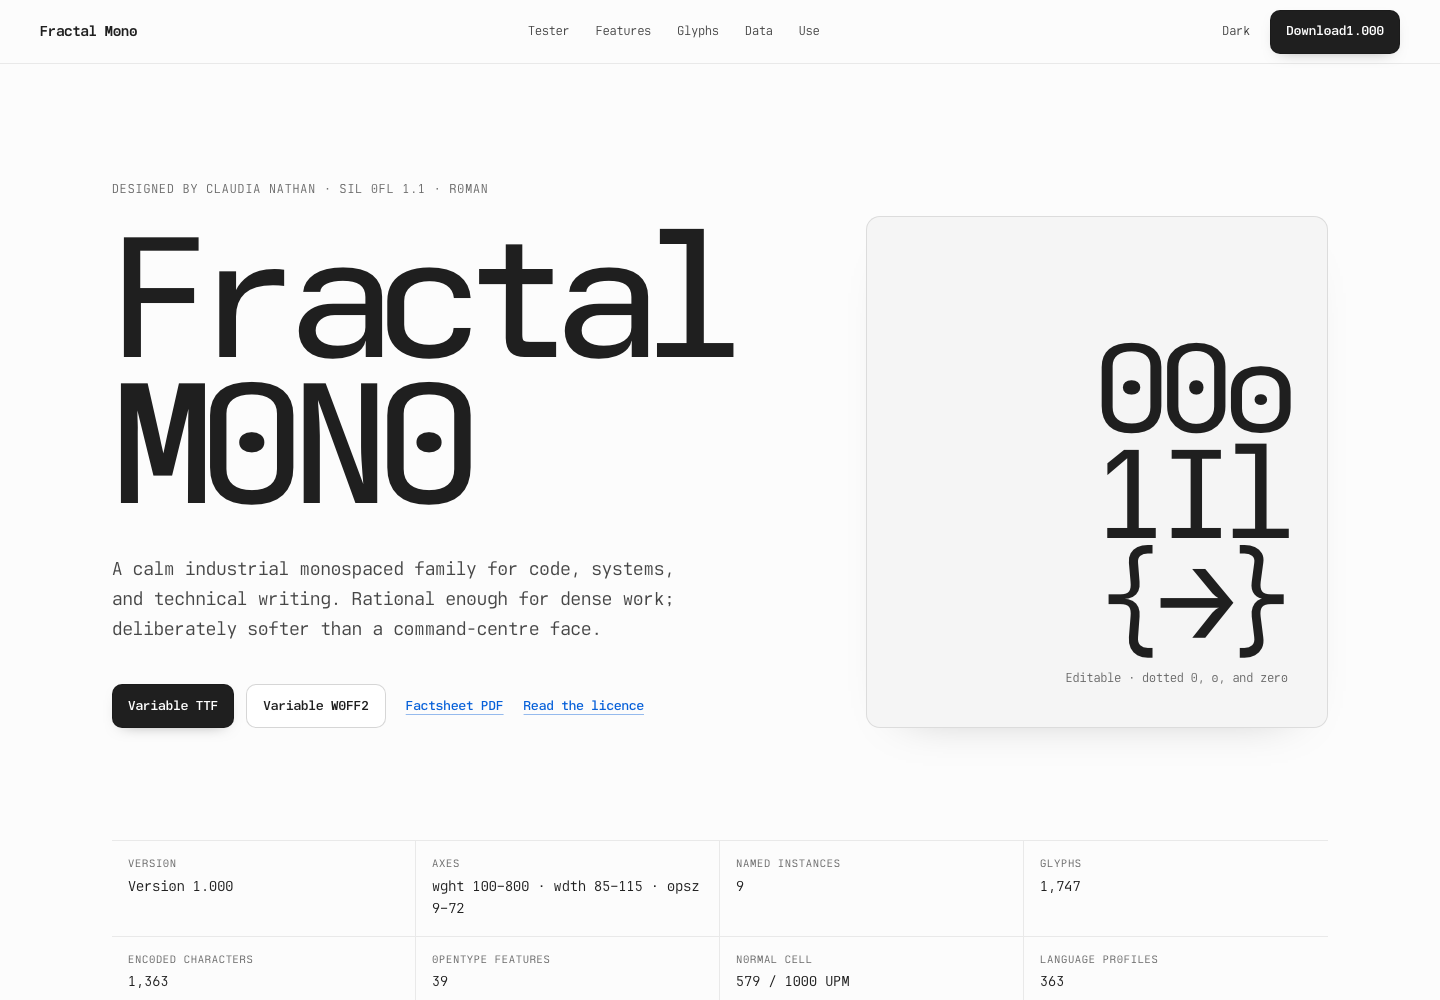 Fractal Mono
Tester Features Glyphs Data Use
Dark
Download1.000
DESIGNED BY CLAUDIA NATHAN · SIL OFL 1.1 · ROMAN
Fractal
MONO
A calm industrial monospaced family for code, systems,
and technical writing. Rational enough for dense work;
deliberately softer than a command-centre face.
Variable TTF
Variable WOFF2
Factsheet PDF
Read the licence
O0o
1Il
{→}
Editable · dotted O, o, and zero
VERSION
Version 1.000
AXES
wght 100–800 · wdth 85–115 · opsz
9–72
NAMED INSTANCES
9
GLYPHS
1,747
ENCODED CHARACTERS
1,363
OPENTYPE FEATURES
39
NORMAL CELL
579 / 1000 UPM
LANGUAGE PROFILES
363